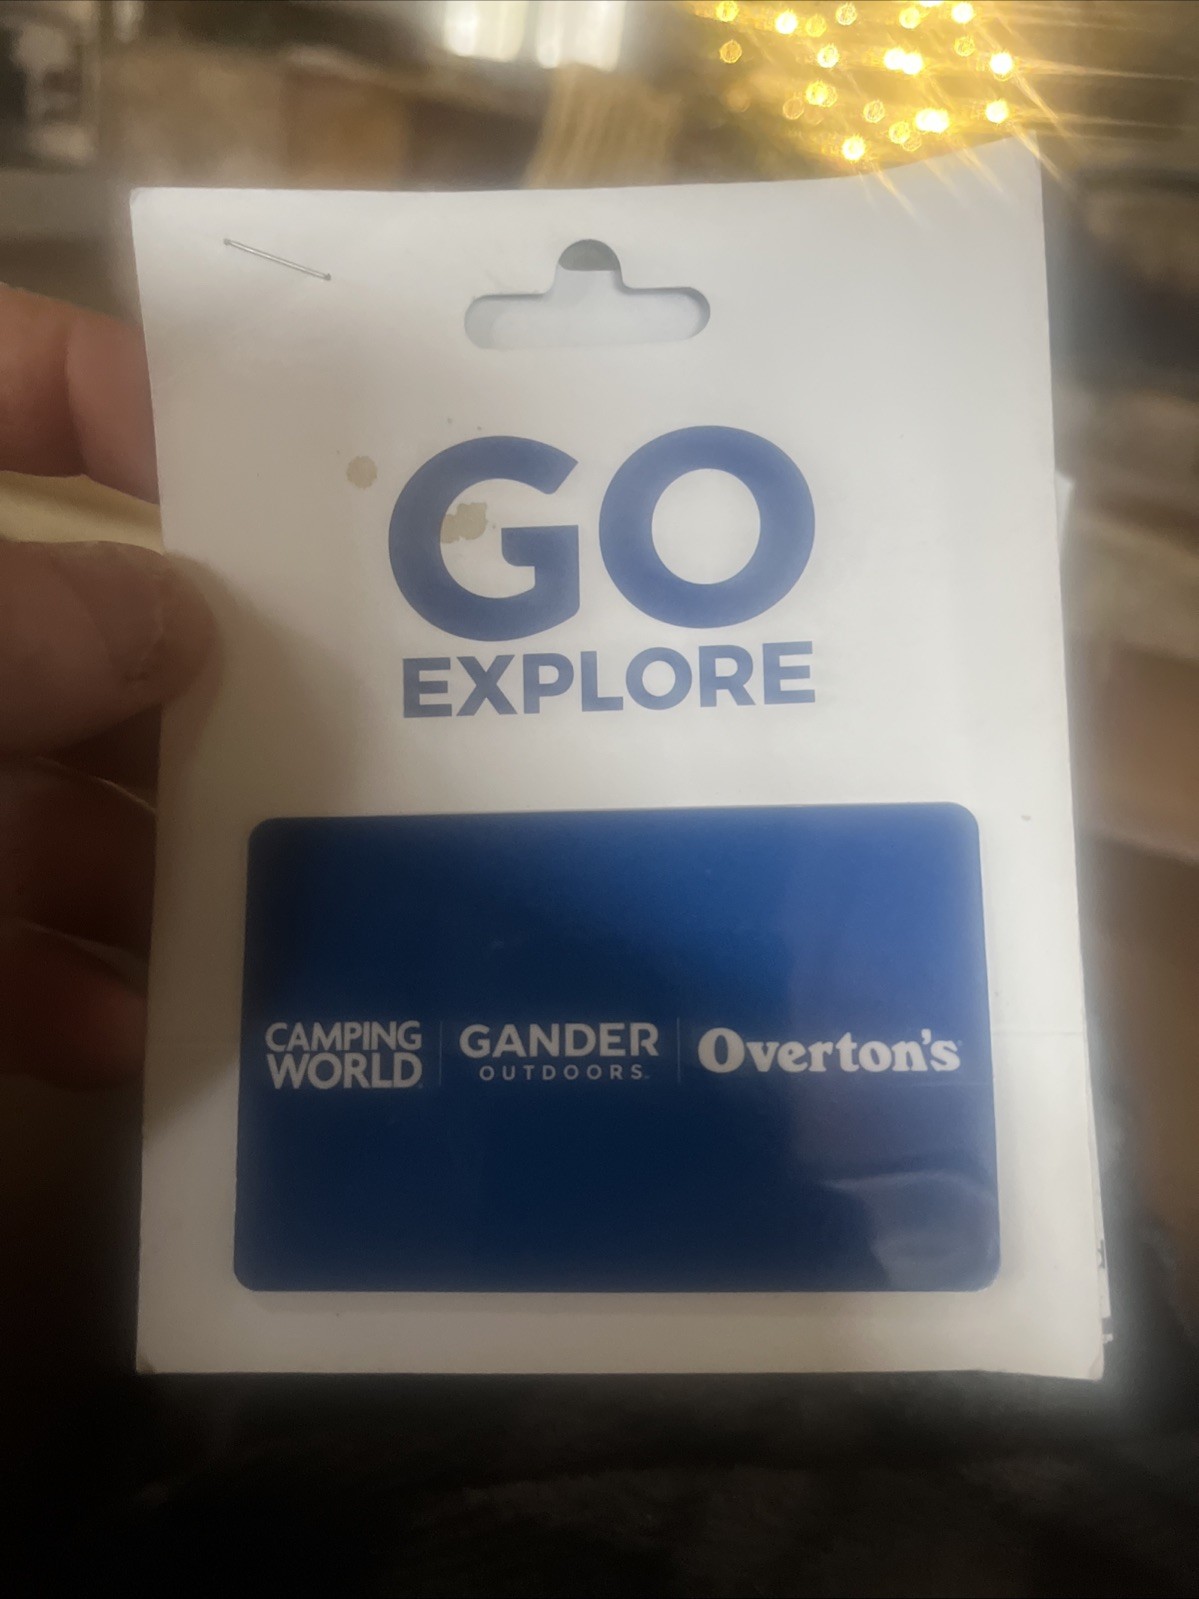 GO
EXPLORE
CAMPING
WORLD
GANDER
OUTDOORS
Overton's